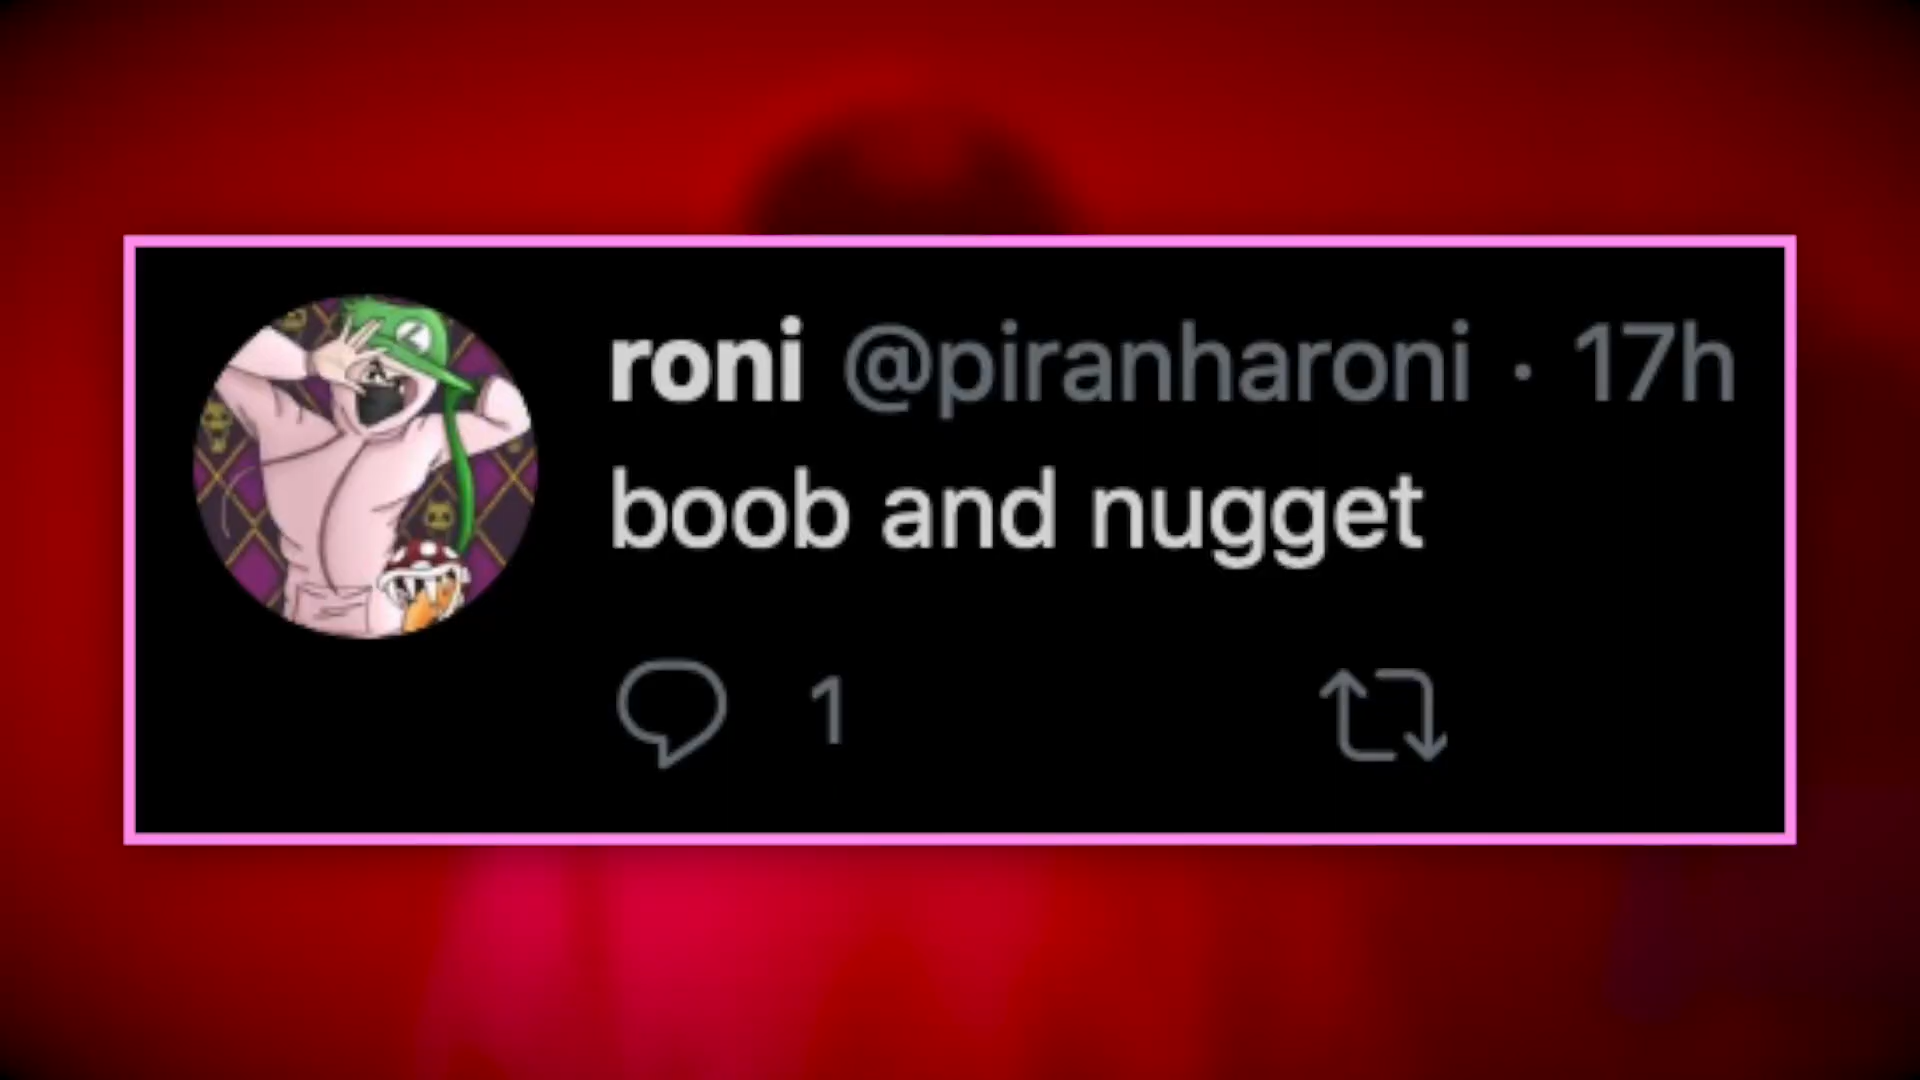 roni @piranharoni · 17h
boob and nugget
1